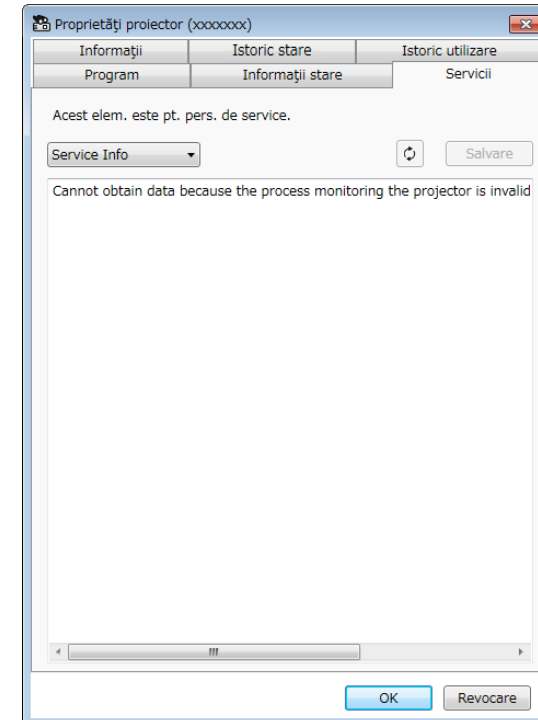 Proprietăți proiector (xxxxxxx)
Informaţii Istoric stare Istoric utilizare
Program Informaţii stare Servicii
Acest elem. este pt. pers. de service.
Service Info Salvare
Cannot obtain data because the process monitoring the projector is invalid
OK Revocare